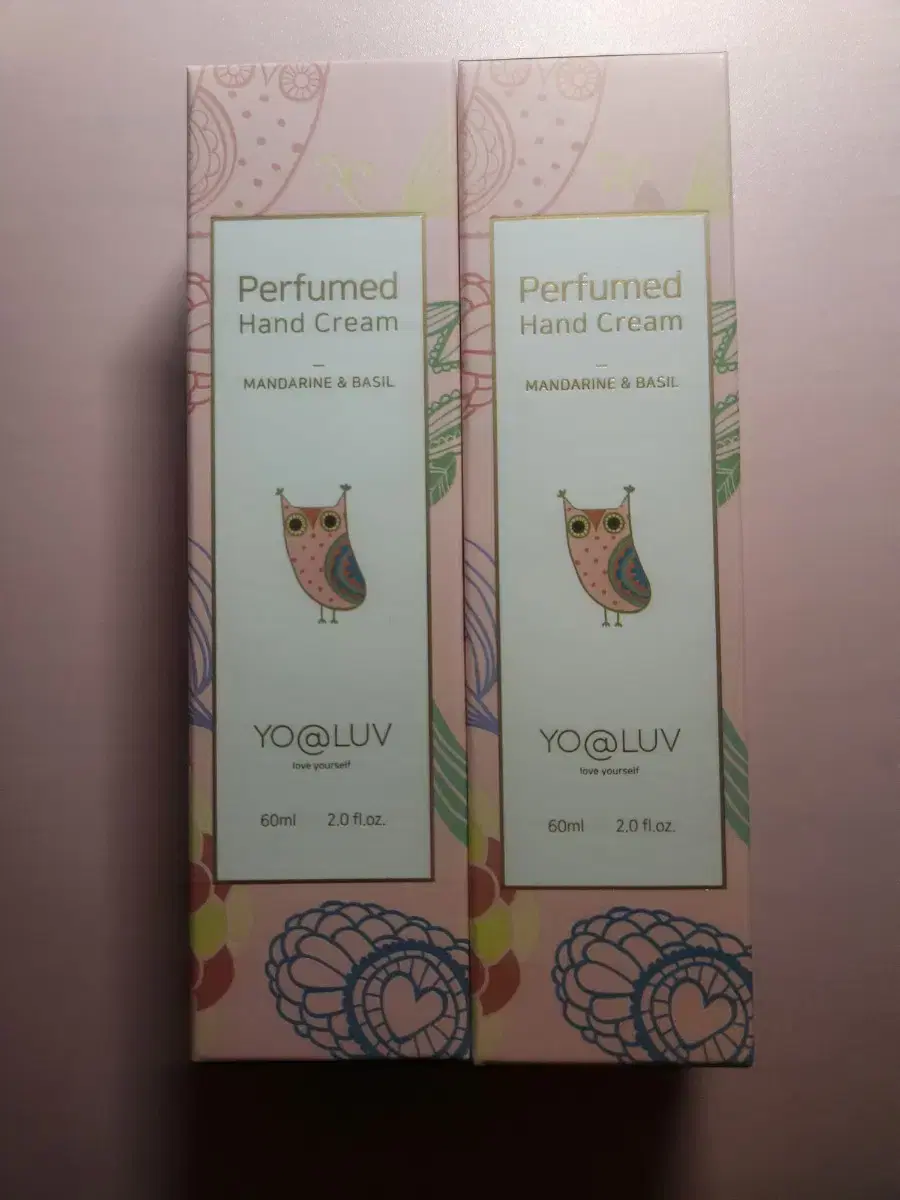 Perfumed
Hand Cream
MANDARINE & BASIL
YO@LUV
love yourself
60ml 2.0 fl.oz.
Perfumed
Hand Cream
MANDARINE & BASIL
YO@LUV
love yourself
60ml 2.0 fl.oz.